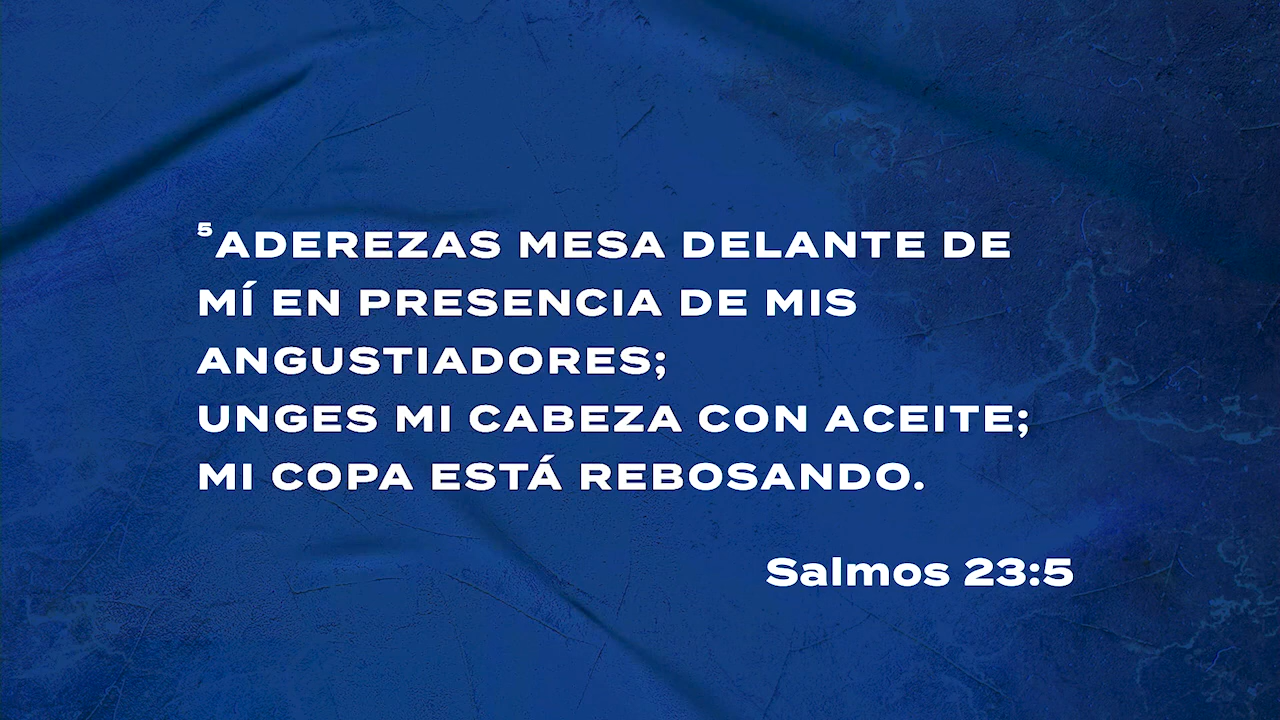 ⁵ADEREZAS MESA DELANTE DE
MÍ EN PRESENCIA DE MIS
ANGUSTIADORES;
UNGES MI CABEZA CON ACEITE;
MI COPA ESTÁ REBOSANDO.
Salmos 23:5